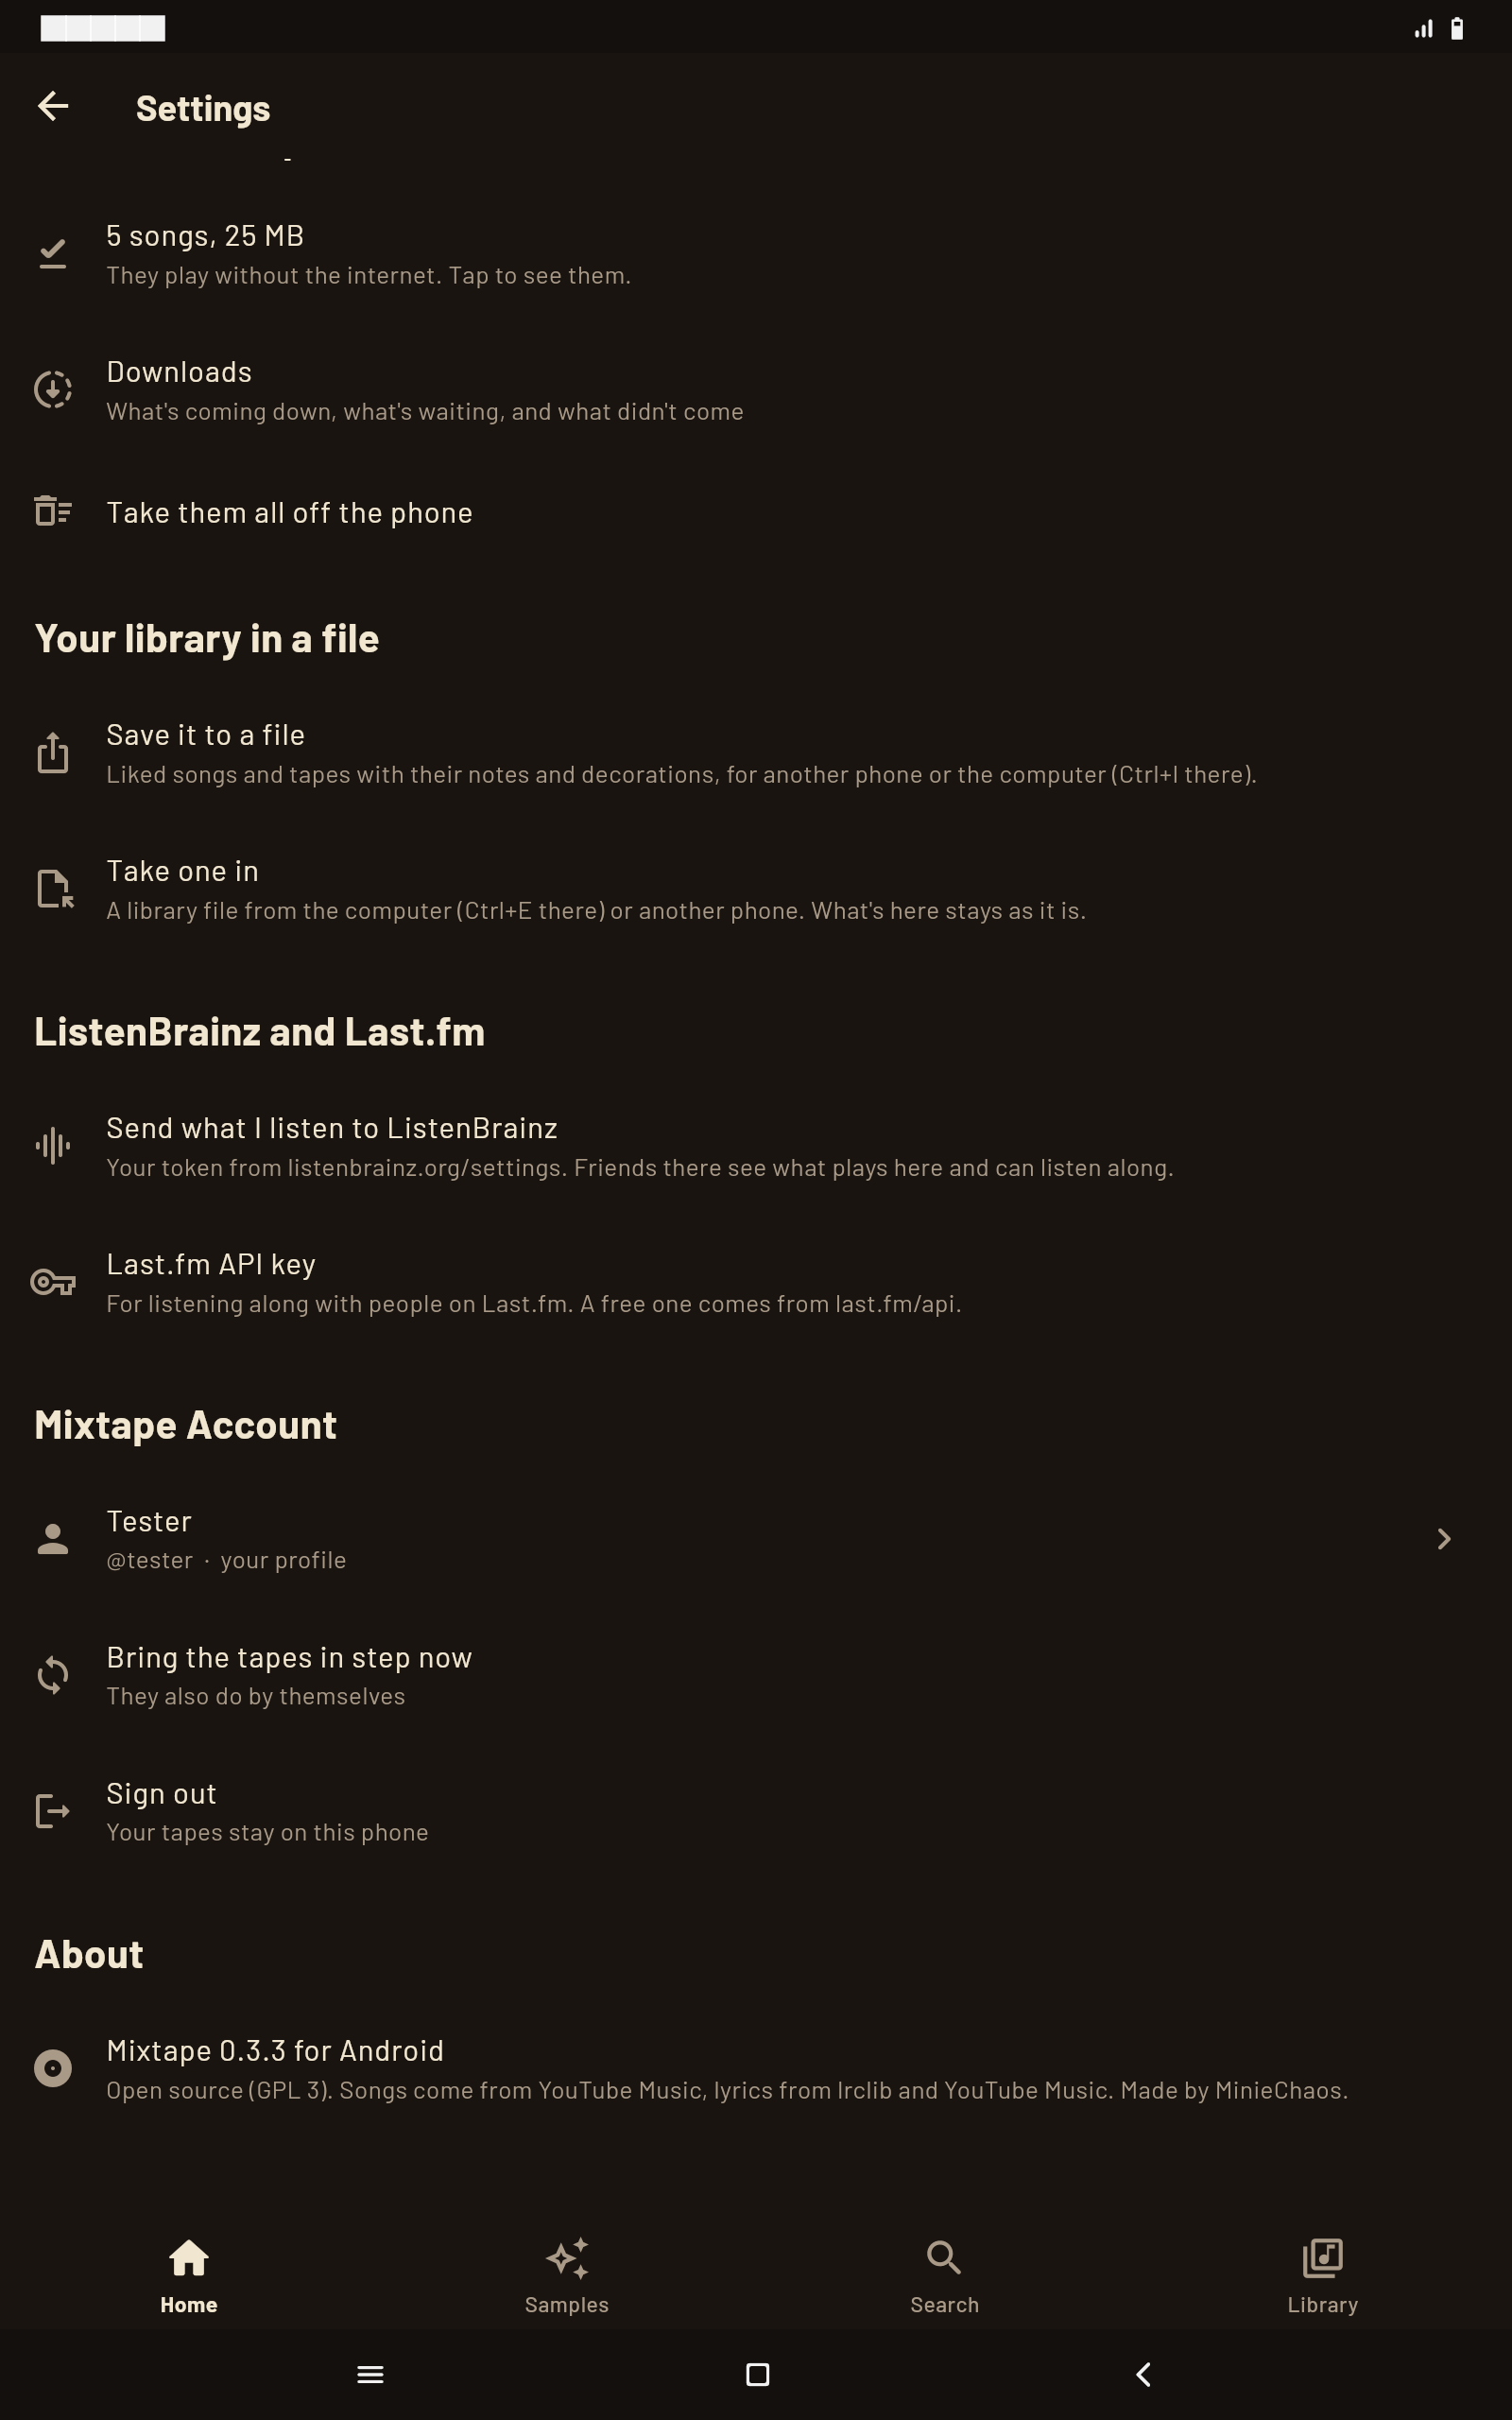 Settings
5 songs, 25 MB
They play without the internet. Tap to see them.
Downloads
What's coming down, what's waiting, and what didn't come
Take them all off the phone
Your library in a file
Save it to a file
Liked songs and tapes with their notes and decorations, for another phone or the computer (Ctrl+I there).
Take one in
A library file from the computer (Ctrl+E there) or another phone. What's here stays as it is.
ListenBrainz and Last.fm
Send what I listen to ListenBrainz
Your token from listenbrainz.org/settings. Friends there see what plays here and can listen along.
Last.fm API key
For listening along with people on Last.fm. A free one comes from last.fm/api.
Mixtape Account
Tester
@tester · your profile
Bring the tapes in step now
They also do by themselves
Sign out
Your tapes stay on this phone
About
Mixtape 0.3.3 for Android
Open source (GPL 3). Songs come from YouTube Music, lyrics from lrclib and YouTube Music. Made by MinieChaos.
Home
Samples
Search
Library